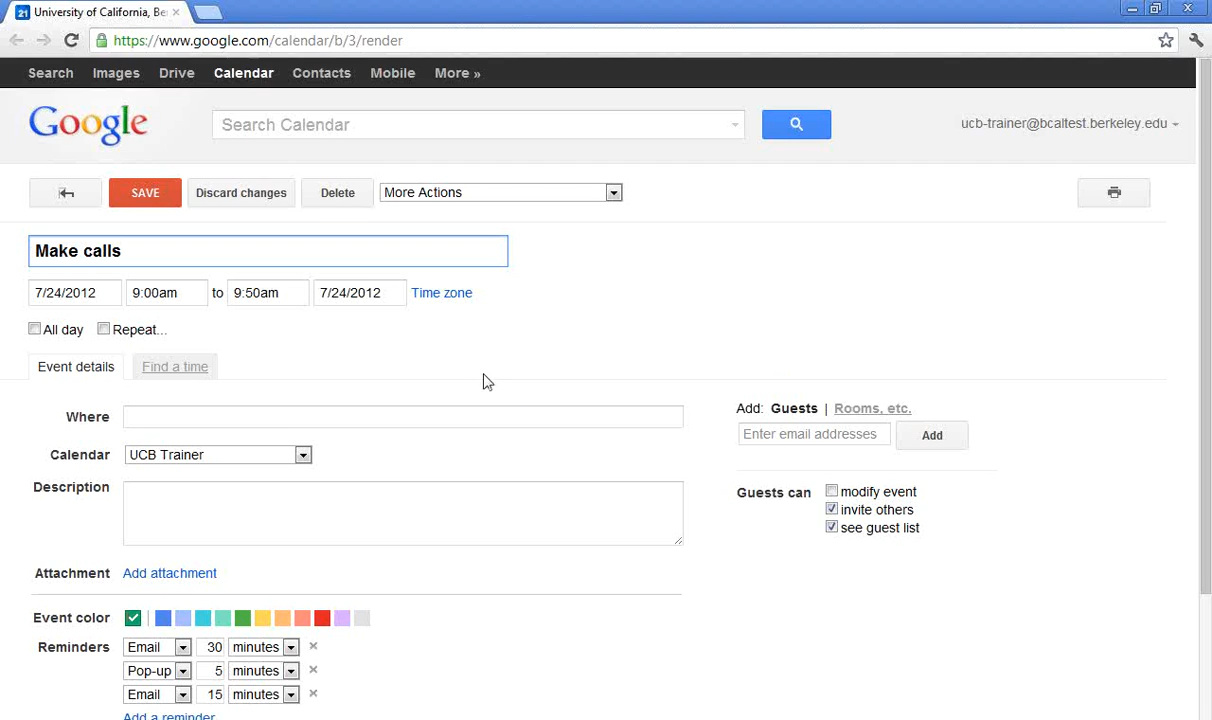 21 University of California, Be ×
https://www.google.com/calendar/b/3/render
Search Images Drive Calendar Contacts Mobile More »
Google Search Calendar ucb-trainer@bcaltest.berkeley.edu
SAVE Discard changes Delete More Actions
Make calls
7/24/2012 9:00am to 9:50am 7/24/2012 Time zone
All day Repeat...
Event details Find a time
Where
Add: Guests | Rooms, etc.
Enter email addresses Add
Calendar UCB Trainer
Description
Guests can modify event
invite others
see guest list
Attachment Add attachment
Event color
Reminders Email 30 minutes ×
Pop-up 5 minutes ×
Email 15 minutes ×
Add a reminder